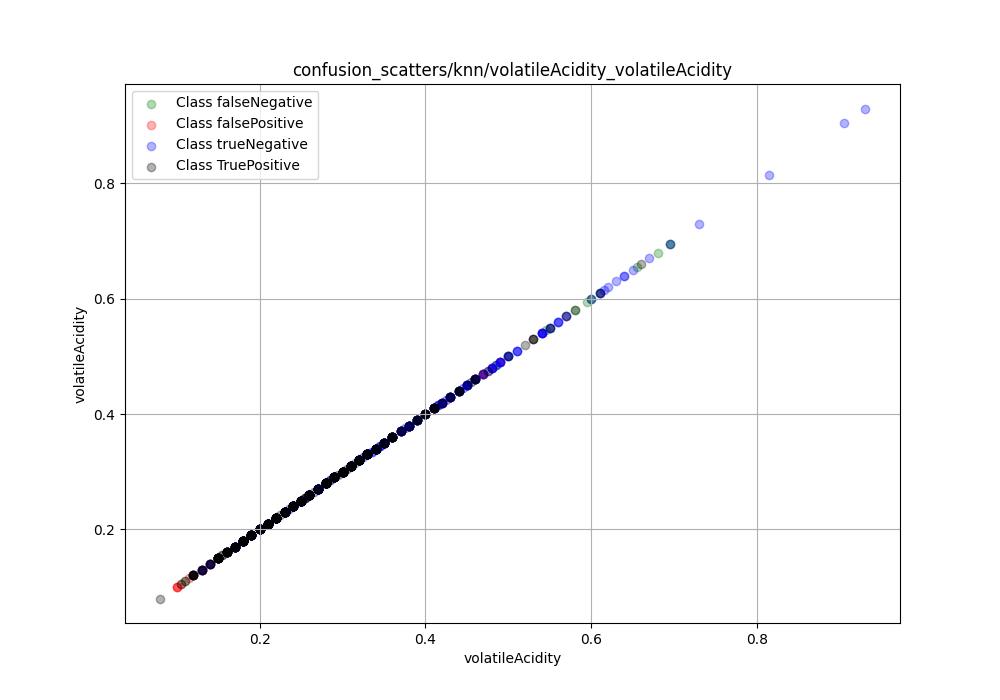 confusion_scatters/knn/volatileAcidity_volatileAcidity
Class falseNegative
Class falsePositive
Class trueNegative
Class TruePositive
0.8
0.6
0.4
0.2
volatileAcidity
0.2 0.4 0.6 0.8
volatileAcidity